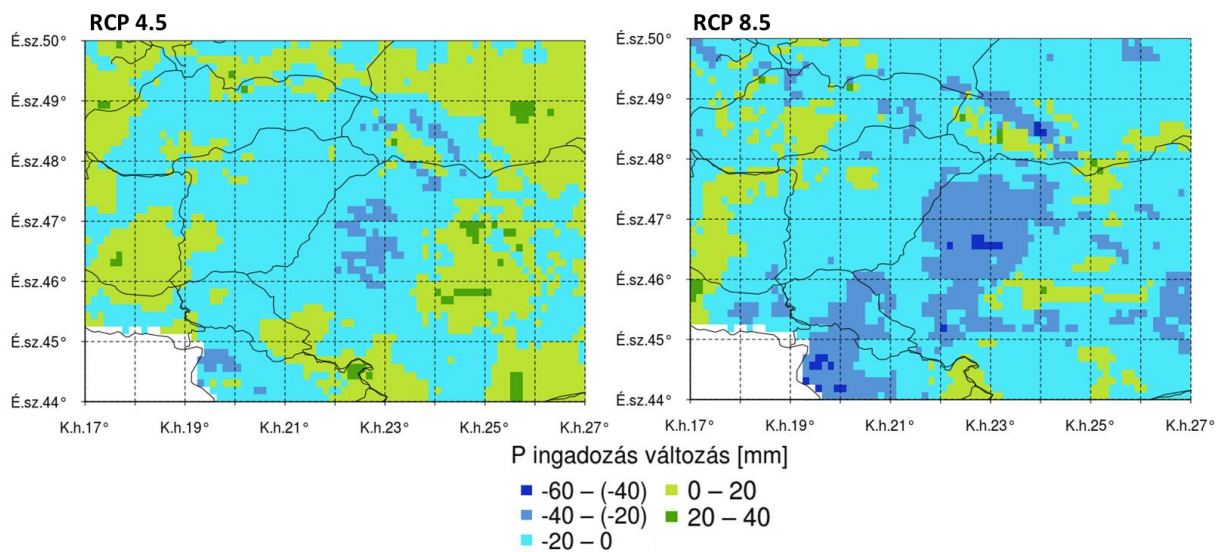 RCP 4.5
RCP 8.5
É.sz.50°
É.sz.49°
É.sz.48°
É.sz.47°
É.sz.46°
É.sz.45°
É.sz.44°
K.h.17° K.h.19° K.h.21° K.h.23° K.h.25° K.h.27°
É.sz.50°
É.sz.49°
É.sz.48°
É.sz.47°
É.sz.46°
É.sz.45°
É.sz.44°
K.h.17° K.h.19° K.h.21° K.h.23° K.h.25° K.h.27°
P ingadozás változás [mm]
-60 – (-40) 0 – 20
-40 – (-20) 20 – 40
-20 – 0